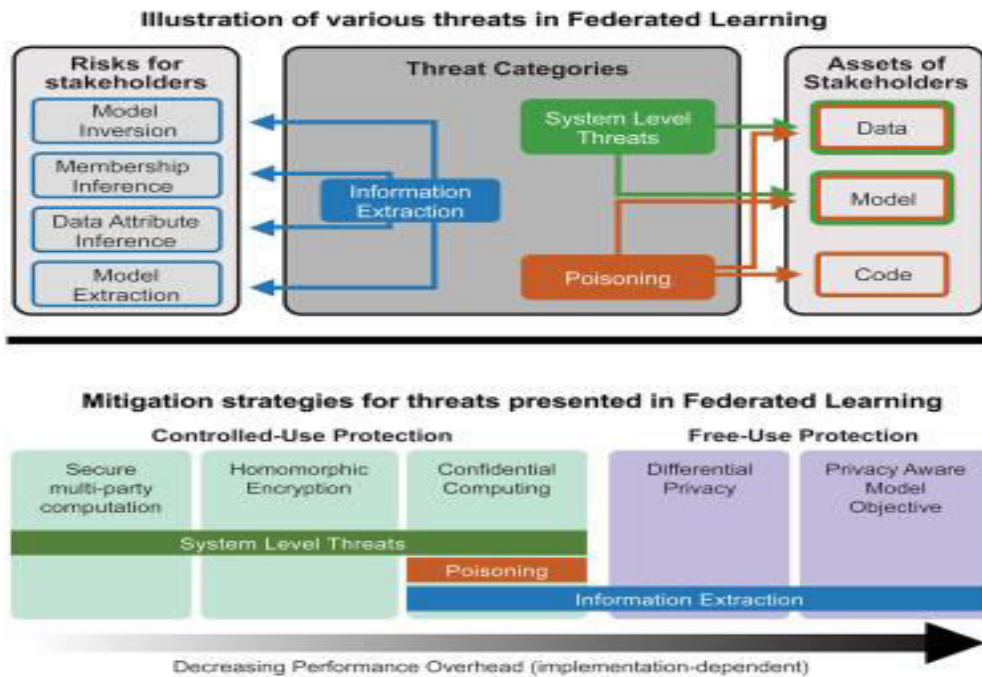 Illustration of various threats in Federated Learning
Risks for
stakeholders
Model
Inversion
Membership
Inference
Data Attribute
Inference
Model
Extraction
Threat Categories
System Level
Threats
Information
Extraction
Poisoning
Assets of
Stakeholders
Data
Model
Code
Mitigation strategies for threats presented in Federated Learning
Controlled-Use Protection
Free-Use Protection
Secure
multi-party
computation
Homomorphic
Encryption
Confidential
Computing
Differential
Privacy
Privacy Aware
Model
Objective
System Level Threats
Poisoning
Information Extraction
Decreasing Performance Overhead (implementation-dependent)